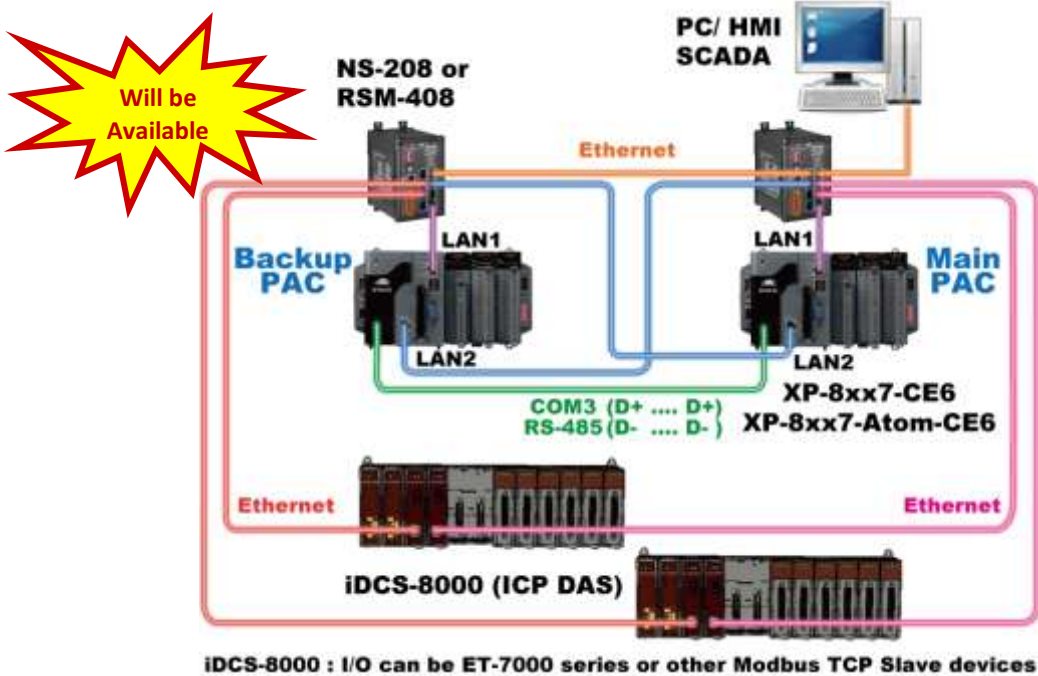 Will be
Available
NS-208 or
RSM-408
PC/ HMI
SCADA
Ethernet
LAN1
LAN1
Backup
PAC
Main
PAC
LAN2
LAN2
XP-8xx7-CE6
XP-8xx7-Atom-CE6
COM3 (D+ .... D+)
RS-485 (D- .... D- )
Ethernet
Ethernet
iDCS-8000 (ICP DAS)
iDCS-8000 : I/O can be ET-7000 series or other Modbus TCP Slave devices